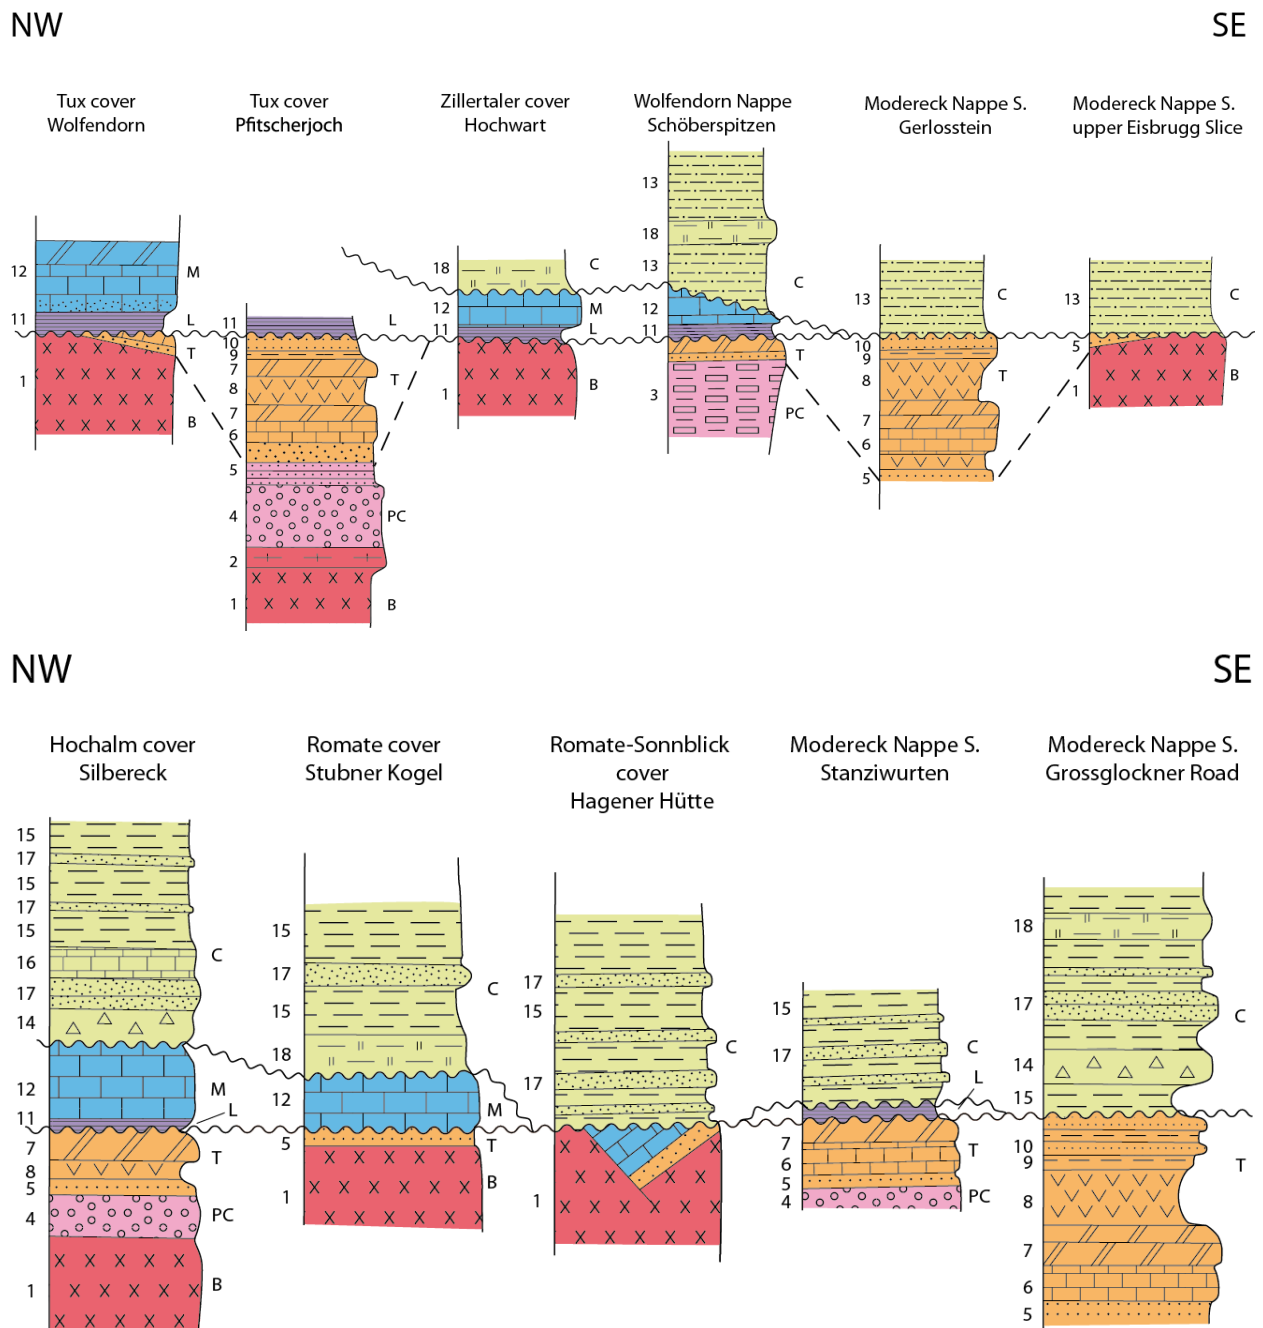 NW
SE
Tux cover
Wolfendorn
Tux cover
Pfitscherjoch
Zillertaler cover
Hochwart
Wolfendorn Nappe
Schöberspitzen
Modereck Nappe S.
Gerlosstein
Modereck Nappe S.
upper Eisbrugg Slice
12
11
1
M
L
T
B
11
10
9
7
8
7
6
5
4
2
1
L
T
PC
B
18
12
11
1
C
M
L
B
13
18
13
12
11
3
C
T
PC
13
10
9
8
7
6
5
C
T
13
5
1
C
B
NW
SE
Hochalm cover
Silbereck
Romate cover
Stubner Kogel
Romate-Sonnblick
cover
Hagener Hütte
Modereck Nappe S.
Stanziwurten
Modereck Nappe S.
Grossglockner Road
15
17
15
17
15
16
17
14
12
11
7
8
5
4
1
C
M
L
T
PC
B
15
17
15
18
12
5
1
C
M
T
B
17
15
17
1
C
15
17
7
6
5
4
C
L
T
PC
18
17
14
15
10
9
8
7
6
5
C
T